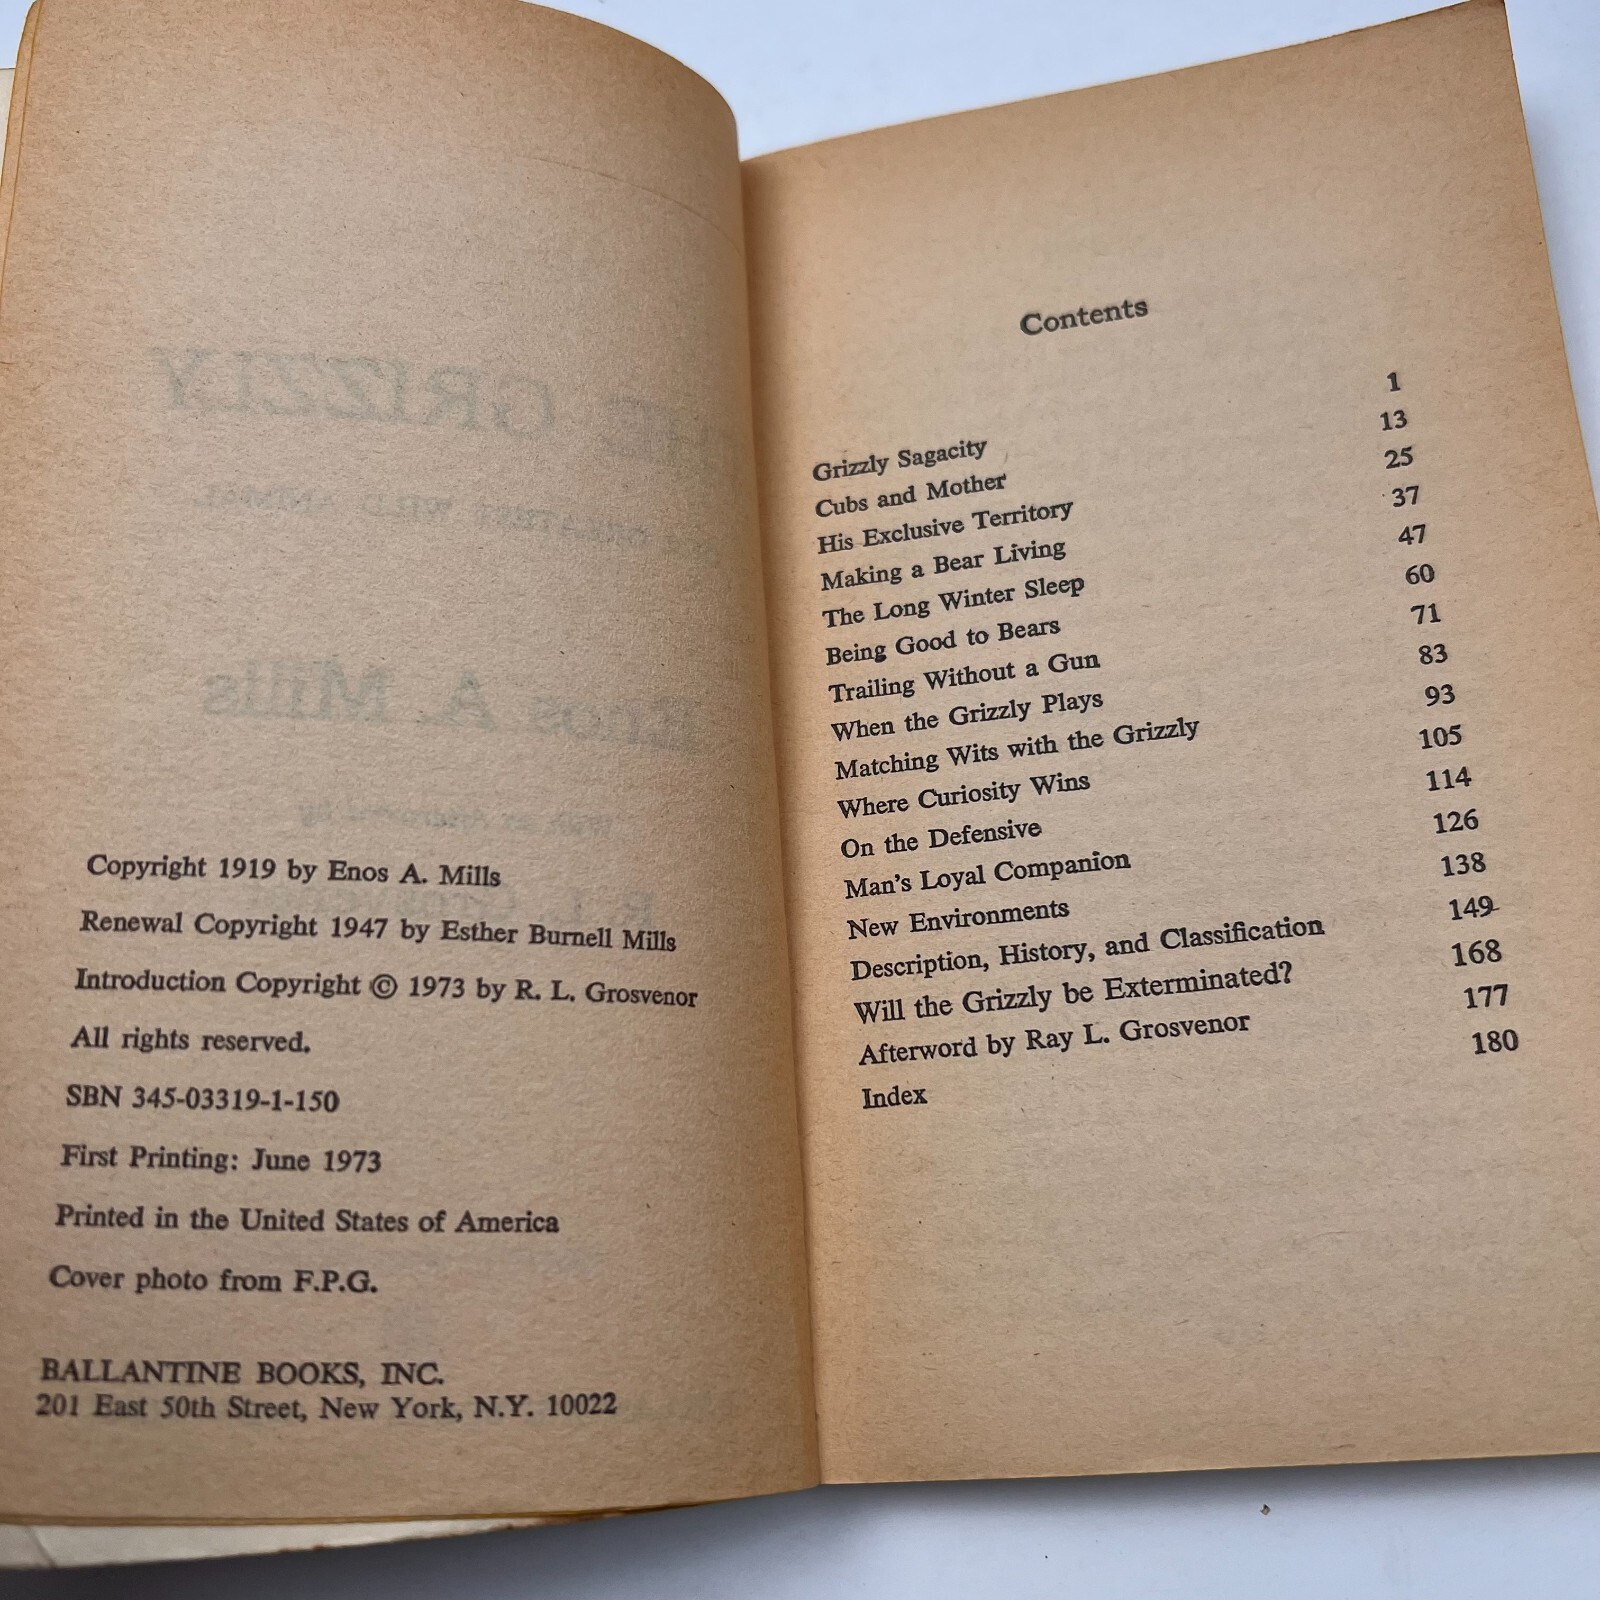 Copyright 1919 by Enos A. Mills
Renewal Copyright 1947 by Esther Burnell Mills
Introduction Copyright © 1973 by R. L. Grosvenor
All rights reserved.
SBN 345-03319-1-150
First Printing: June 1973
Printed in the United States of America
Cover photo from F.P.G.
BALLANTINE BOOKS, INC.
201 East 50th Street, New York, N.Y. 10022
Contents
Grizzly Sagacity 1
Cubs and Mother 13
His Exclusive Territory 25
Making a Bear Living 37
The Long Winter Sleep 47
Being Good to Bears 60
Trailing Without a Gun 71
When the Grizzly Plays 83
Matching Wits with the Grizzly 93
Where Curiosity Wins 105
On the Defensive 114
Man's Loyal Companion 126
New Environments 138
Description, History, and Classification 149
Will the Grizzly be Exterminated? 168
Afterword by Ray L. Grosvenor 177
Index 180